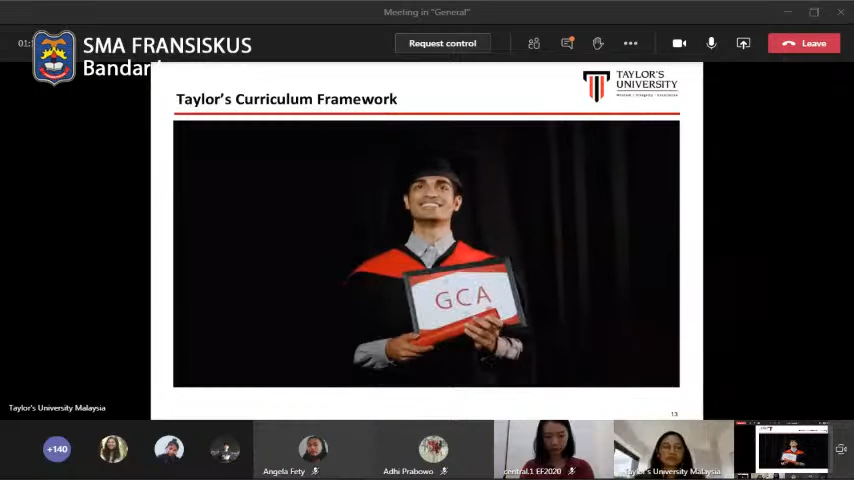 Meeting in "General"
SMA FRANSISKUS
Request control
Leave
TAYLOR'S
UNIVERSITY
Taylor's Curriculum Framework
GCA
Taylor's University Malaysia
13
+140
Angela Fety
Adhi Prabowo
central.1 EF2020
Taylor's University Malaysia